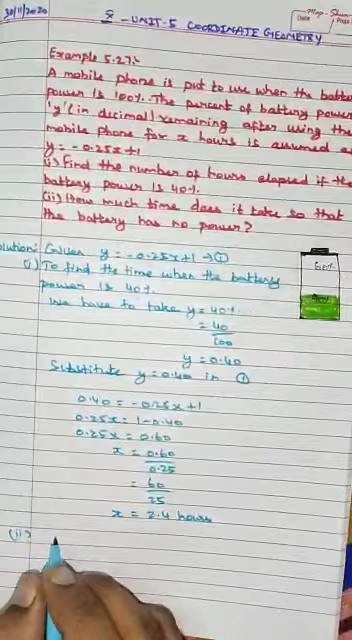 30/11/2020
X - UNIT-5 COORDINATE GEOMETRY
Date
Example 5.27:-
A mobile phone is put to use when the batte
power is 100%. The percent of battery power
'y' (in decimal) remaining after using the
mobile phone for x hours is assumed as
y = -0.25x+1
(i) Find the number of hours elapsed if the
battery power is 40%.
(ii) How much time does it take so that
the battery has no power?
olution: Given y = -0.25x+1 → ①
(i) To find the time when the battery
power is 40%.
We have to take y = 40%.
= 40
100
y = 0.40
Substitute y = 0.40 in ①
0.40 = -0.25x+1
0.25x = 1-0.40
0.25x = 0.60
x = 0.60
0.25
= 60
25
x = 2.4 hours
(ii)
60%
40%